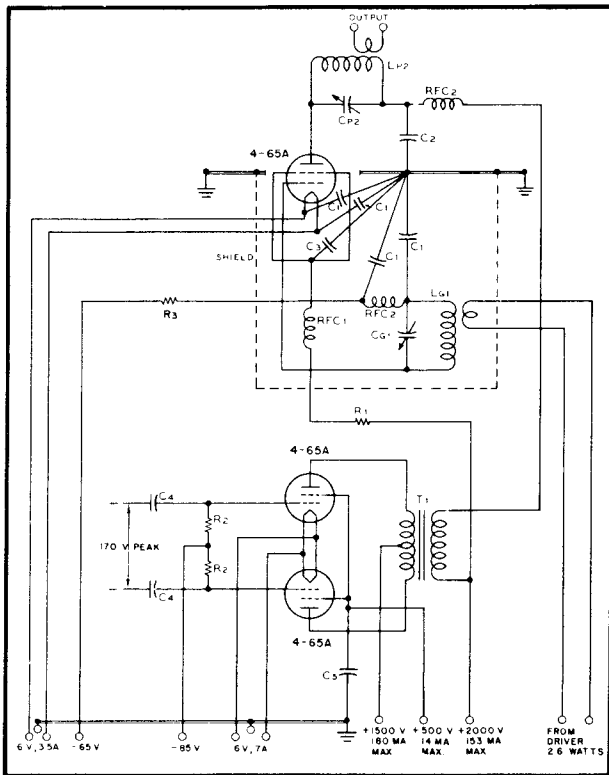 OUTPUT
LP2
RFC2
CP2
C2
4-65A
C1
C1
C1
C3
C1
SHIELD
LG1
R3
RFC2
RFC1
CG1
R1
4-65A
C4
T1
R2
170 V PEAK
R2
C4
4-65A
C5
6 V, 3.5A
-65 V
-85 V
6 V, 7A
+1500 V
180 MA
MAX
+500 V
14 MA
MAX.
+2000 V
153 MA
MAX
FROM
DRIVER
2.6 WATTS